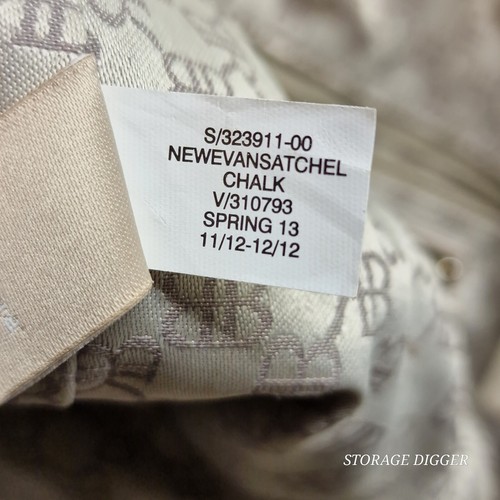 S/323911-00
NEWEVANSATCHEL
CHALK
V/310793
SPRING 13
11/12-12/12
STORAGE DIGGER